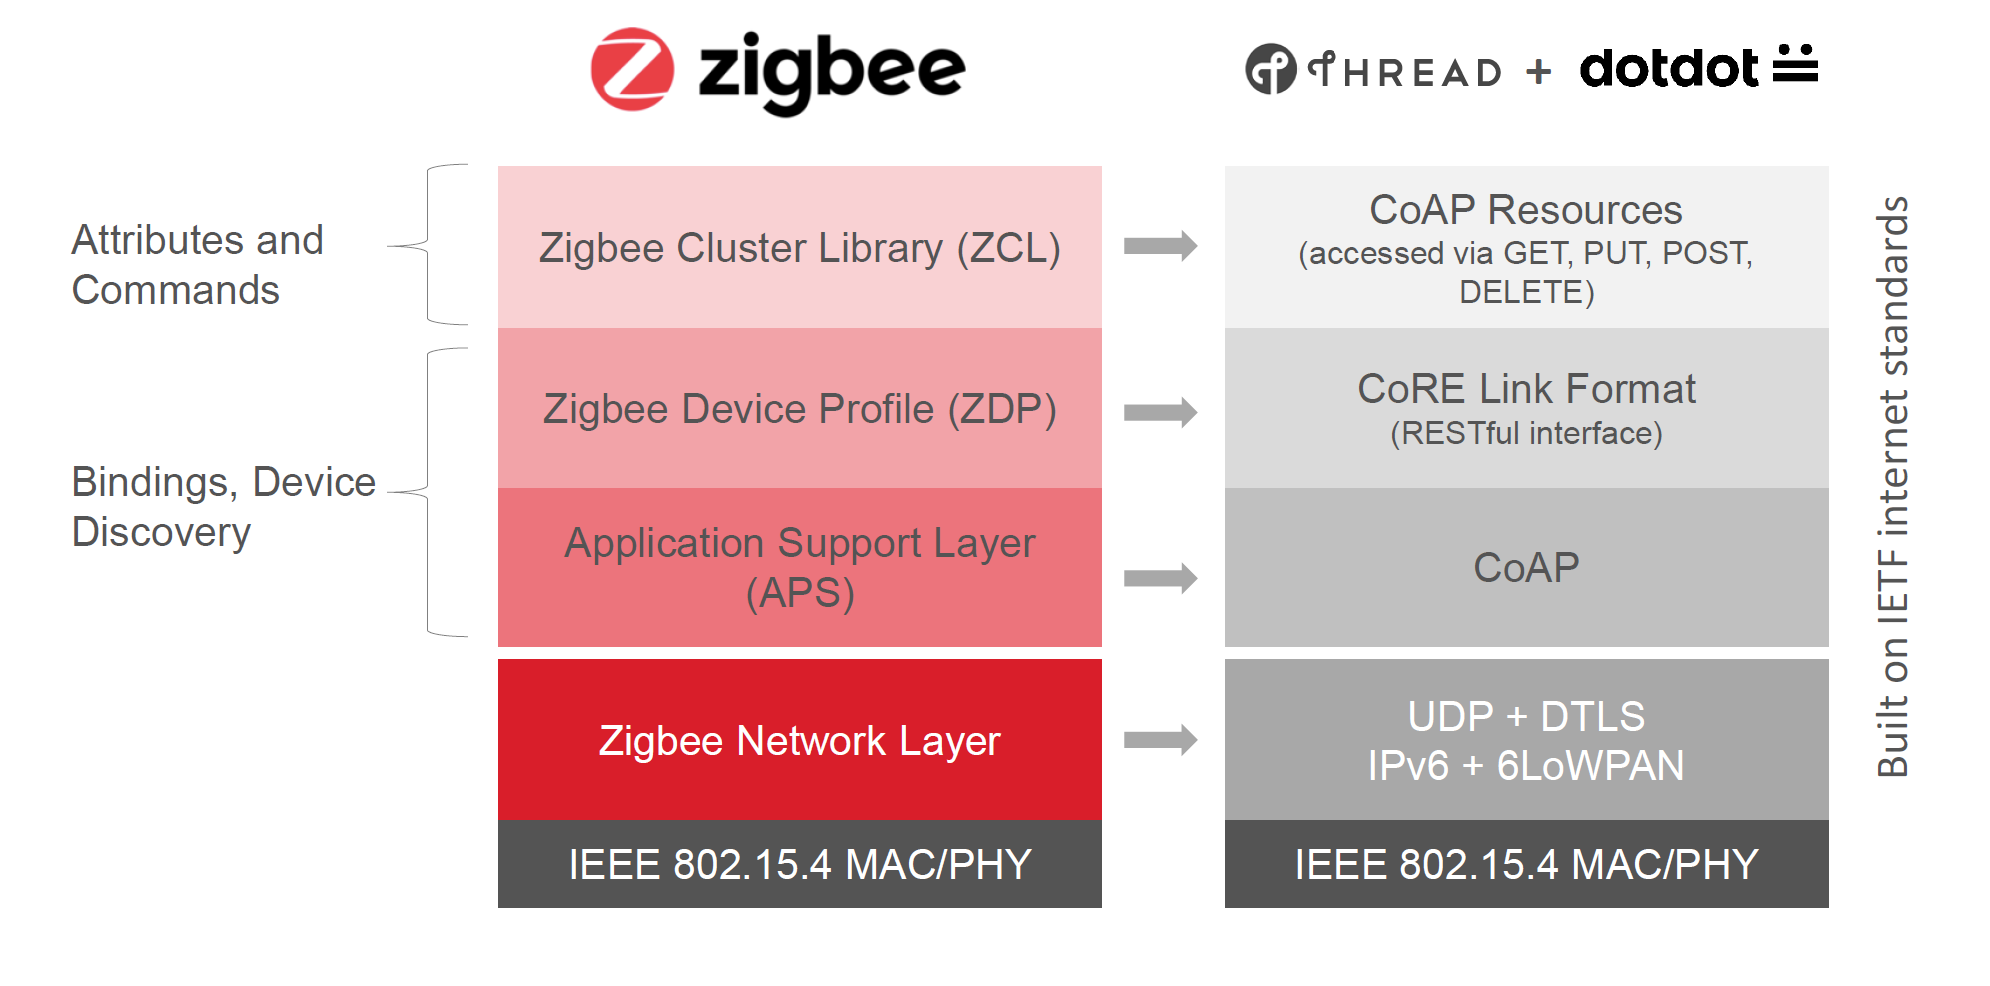 zigbee
THREAD + dotdot
Attributes and
Commands
Zigbee Cluster Library (ZCL)
CoAP Resources
(accessed via GET, PUT, POST,
DELETE)
Bindings, Device
Discovery
Zigbee Device Profile (ZDP)
CoRE Link Format
(RESTful interface)
Application Support Layer
(APS)
CoAP
Zigbee Network Layer
UDP + DTLS
IPv6 + 6LoWPAN
IEEE 802.15.4 MAC/PHY
IEEE 802.15.4 MAC/PHY
Built on IETF internet standards